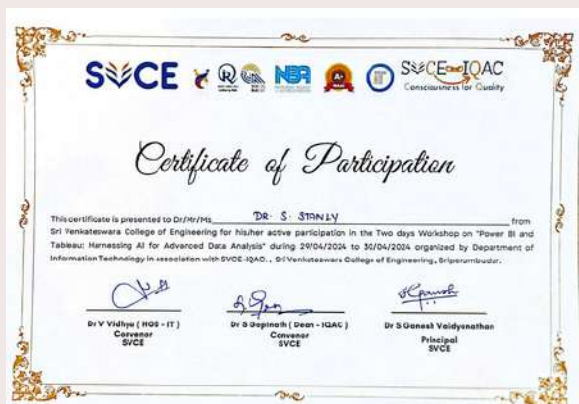 SVCE
NBA
A+
SVCE-IQAC
Consciousness for Quality
Certificate of Participation
This certificate is presented to Dr/Mr/Ms DR. S. STANLY from
Sri Venkateswara College of Engineering for his/her active participation in the Two days Workshop on "Power BI and
Tableau: Harnessing AI for Advanced Data Analysis" during 29/04/2024 to 30/04/2024 organized by Department of
Information Technology in association with SVCE-IQAC., Sri Venkateswara College of Engineering, Sriperumbudur.
Dr V Vidhya ( HOS - IT )
Convenor
SVCE
Dr S Gopinath ( Dean - IQAC )
Convenor
SVCE
Dr S Ganesh Vaidyanathan
Principal
SVCE